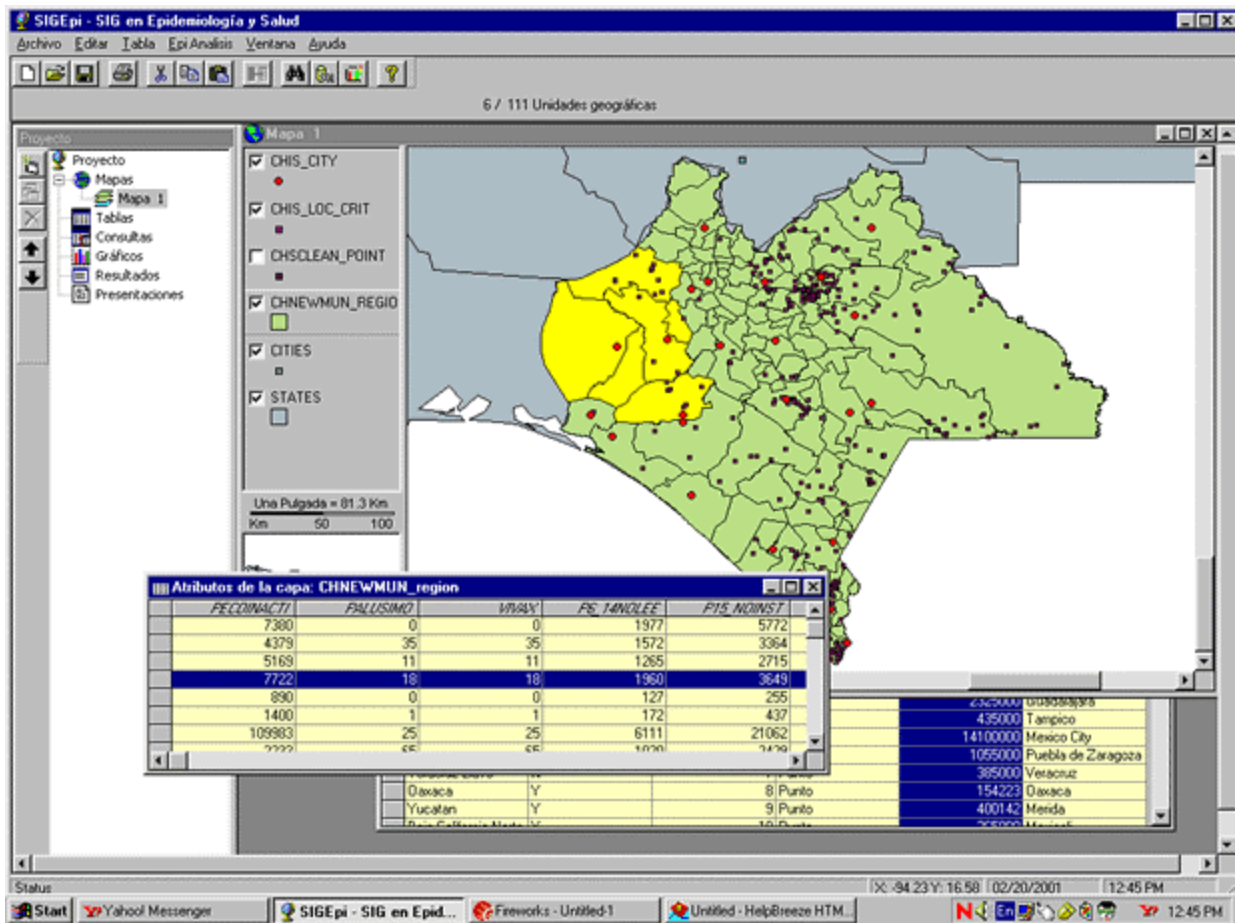 SIGEpi - SIG en Epidemiología y Salud
Archivo Editar Tabla Epi Analisis Ventana Ayuda
6 / 111 Unidades geográficas
Proyecto
Proyecto
Mapas
Mapa 1
Tablas
Consultas
Gráficos
Resultados
Presentaciones
Mapa 1
CHIS_CITY
CHIS_LOC_CRIT
CHSCLEAN_POINT
CHNEWMUN_REGIO
CITIES
STATES
Una Pulgada = 81.3 Km
Km 50 100
Atributos de la capa: CHNEWMUN_region
PECOINACTI PALUSIMO VIVAX P6_14NOLEE P15_NOINST
7380 0 0 1977 5772
4379 35 35 1572 3364
5169 11 11 1265 2715
7722 18 18 1960 3649
890 0 0 127 255
1400 1 1 172 437
109983 25 25 6111 21062
2325000 Guadalajara
435000 Tampico
14100000 Mexico City
1055000 Puebla de Zaragoza
385000 Veracruz
Oaxaca Y 8 Punto 154223 Oaxaca
Yucatan Y 9 Punto 400142 Merida
Status
X: -94.23 Y: 16.58 02/20/2001 12:45 PM
Start Yahoo! Messenger SIGEpi - SIG en Epid... Fireworks - Untitled-1 Untitled - HelpBreeze HTM... En 12:45 PM